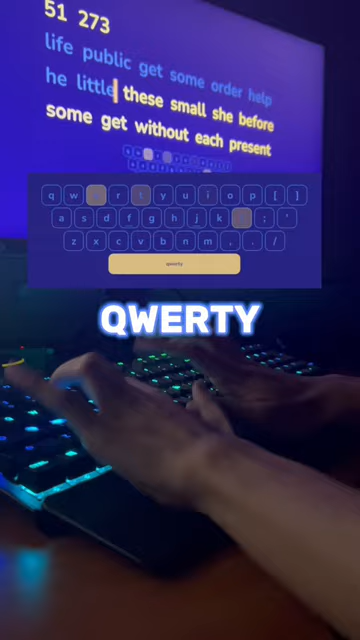 51 273
life public get some order help
he little these small she before
some get without each present
q w r t y u i o p [ ]
a s d f g h j k ; '
z x c v b n m , . /
qwerty
QWERTY